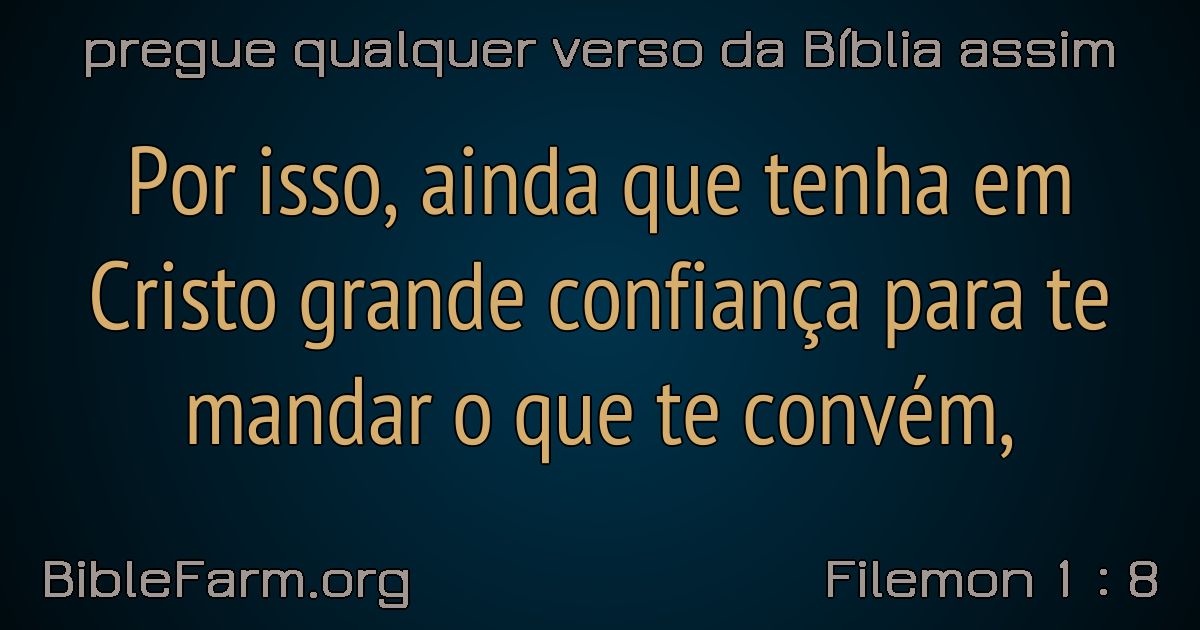 pregue qualquer verso da Bíblia assim
Por isso, ainda que tenha em
Cristo grande confiança para te
mandar o que te convém,
BibleFarm.org
Filemon 1 : 8